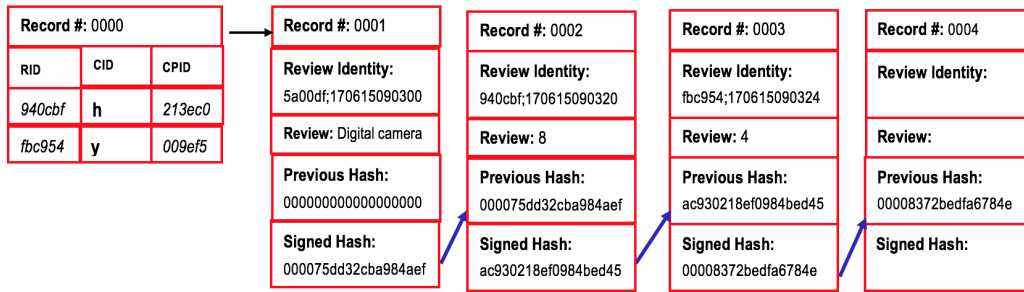 Record #: 0000
RID CID CPID
940cbf h 213ec0
fbc954 y 009ef5
Record #: 0001
Review Identity:
5a00df;170615090300
Review: Digital camera
Previous Hash:
000000000000000000
Signed Hash:
000075dd32cba984aef
Record #: 0002
Review Identity:
940cbf;170615090320
Review: 8
Previous Hash:
000075dd32cba984aef
Signed Hash:
ac930218ef0984bed45
Record #: 0003
Review Identity:
fbc954;170615090324
Review: 4
Previous Hash:
ac930218ef0984bed45
Signed Hash:
00008372bedfa6784e
Record #: 0004
Review Identity:
Review:
Previous Hash:
00008372bedfa6784e
Signed Hash: